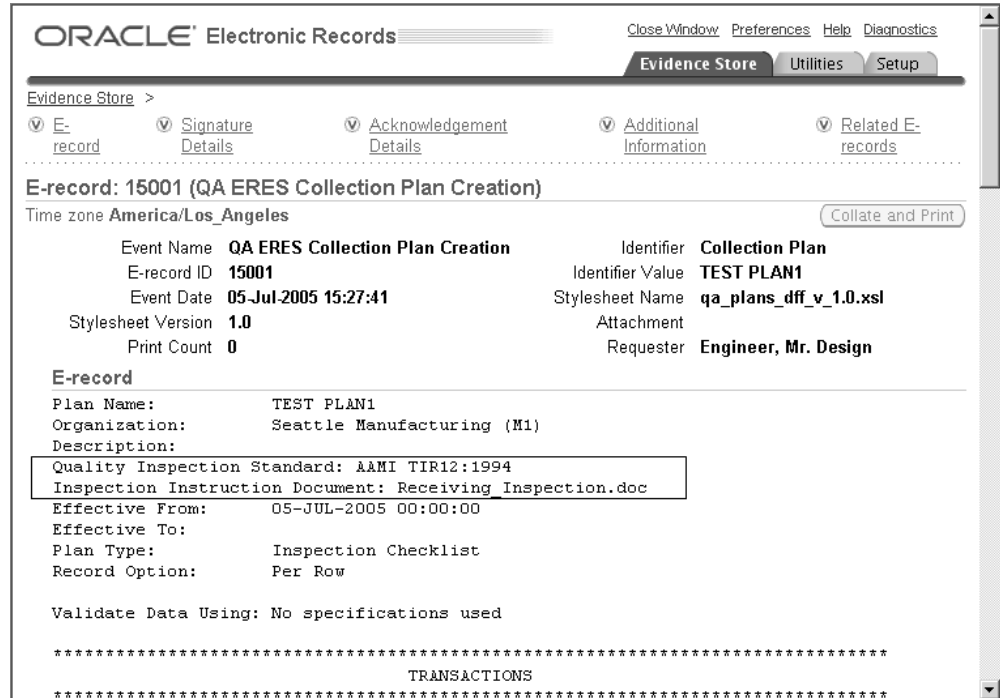 ORACLE Electronic Records
Close Window Preferences Help Diagnostics
Evidence Store Utilities Setup
Evidence Store >
E-record
Signature Details
Acknowledgement Details
Additional Information
Related E-records
E-record: 15001 (QA ERES Collection Plan Creation)
Time zone America/Los_Angeles
Collate and Print
Event Name QA ERES Collection Plan Creation
Identifier Collection Plan
E-record ID 15001
Identifier Value TEST PLAN1
Event Date 05-Jul-2005 15:27:41
Stylesheet Name qa_plans_dff_v_1.0.xsl
Stylesheet Version 1.0
Attachment
Print Count 0
Requester Engineer, Mr. Design
E-record
Plan Name: TEST PLAN1
Organization: Seattle Manufacturing (M1)
Description:
Quality Inspection Standard: AAMI TIR12:1994
Inspection Instruction Document: Receiving_Inspection.doc
Effective From: 05-JUL-2005 00:00:00
Effective To:
Plan Type: Inspection Checklist
Record Option: Per Row
Validate Data Using: No specifications used
********************************************************************************
TRANSACTIONS
********************************************************************************